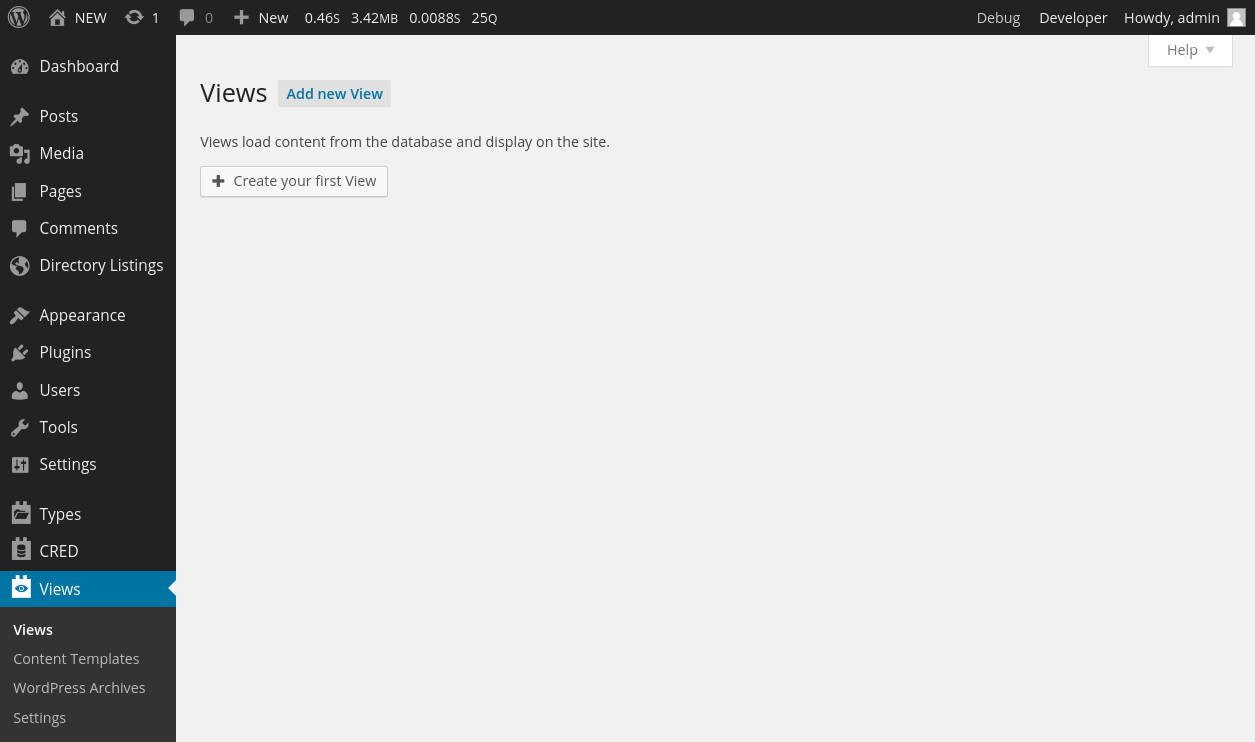 NEW 1 0 New 0.46S 3.42MB 0.0088S 25Q Debug Developer Howdy, admin
Help
Dashboard
Posts
Media
Pages
Comments
Directory Listings
Appearance
Plugins
Users
Tools
Settings
Types
CRED
Views
Views
Content Templates
WordPress Archives
Settings
Views Add new View
Views load content from the database and display on the site.
Create your first View